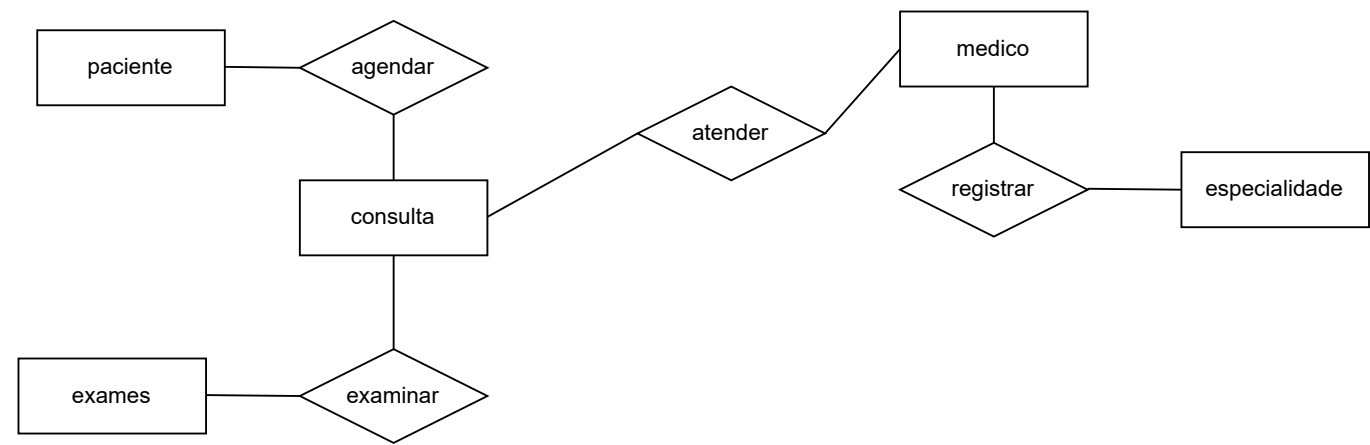 paciente
agendar
medico
atender
registrar
especialidade
consulta
exames
examinar